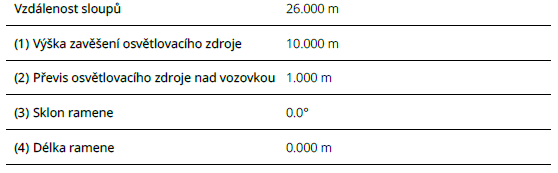 Vzdálenost sloupů 26.000 m
(1) Výška zavěšení osvětlovacího zdroje 10.000 m
(2) Převis osvětlovacího zdroje nad vozovkou 1.000 m
(3) Sklon ramene 0.0°
(4) Délka ramene 0.000 m